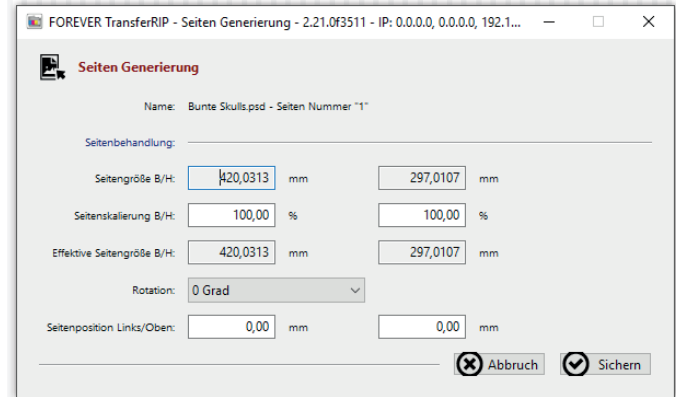 FOREVER TransferRIP - Seiten Generierung - 2.21.0f3511 - IP: 0.0.0.0, 0.0.0.0, 192.1...
Seiten Generierung
Name: Bunte Skulls.psd - Seiten Nummer "1"
Seitenbehandlung:
Seitengröße B/H: 420,0313 mm 297,0107 mm
Seitenskalierung B/H: 100,00 % 100,00 %
Effektive Seitengröße B/H: 420,0313 mm 297,0107 mm
Rotation: 0 Grad
Seitenposition Links/Oben: 0,00 mm 0,00 mm
Abbruch Sichern